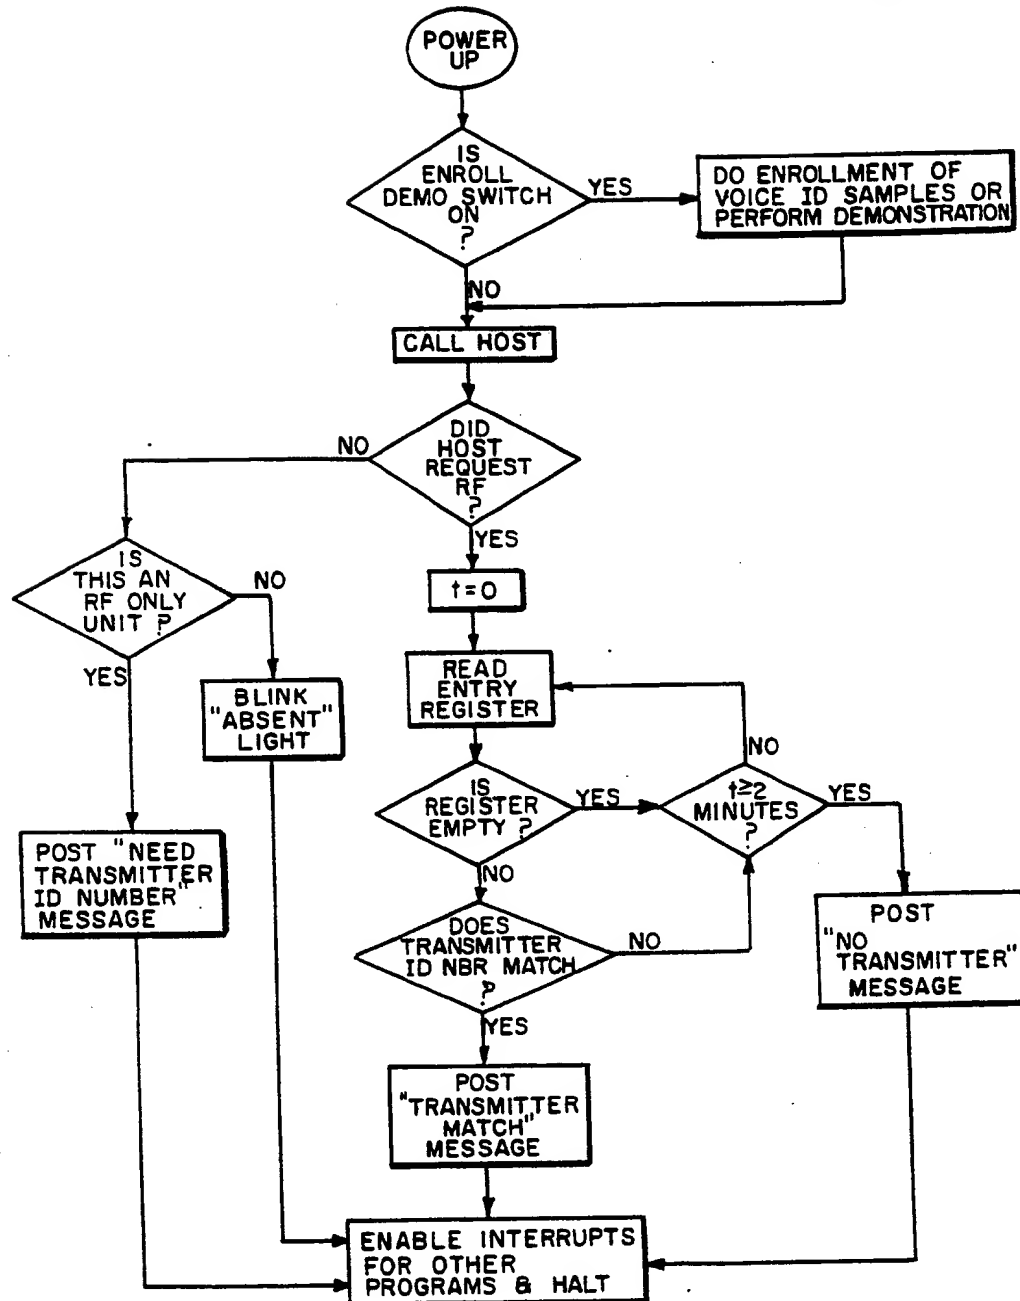 POWER
UP
IS
ENROLL
DEMO SWITCH
ON
?
YES
DO ENROLLMENT OF
VOICE ID SAMPLES OR
PERFORM DEMONSTRATION
NO
CALL HOST
DID
HOST
REQUEST
RF
?
NO
YES
IS
THIS AN
RF ONLY
UNIT ?
NO
YES
t=0
READ
ENTRY
REGISTER
BLINK
"ABSENT"
LIGHT
NO
IS
REGISTER
EMPTY ?
YES
t≥2
MINUTES
?
YES
POST "NEED
TRANSMITTER
ID NUMBER"
MESSAGE
NO
DOES
TRANSMITTER
ID NBR MATCH
?
NO
POST
"NO
TRANSMITTER"
MESSAGE
YES
POST
"TRANSMITTER
MATCH"
MESSAGE
ENABLE INTERRUPTS
FOR OTHER
PROGRAMS & HALT